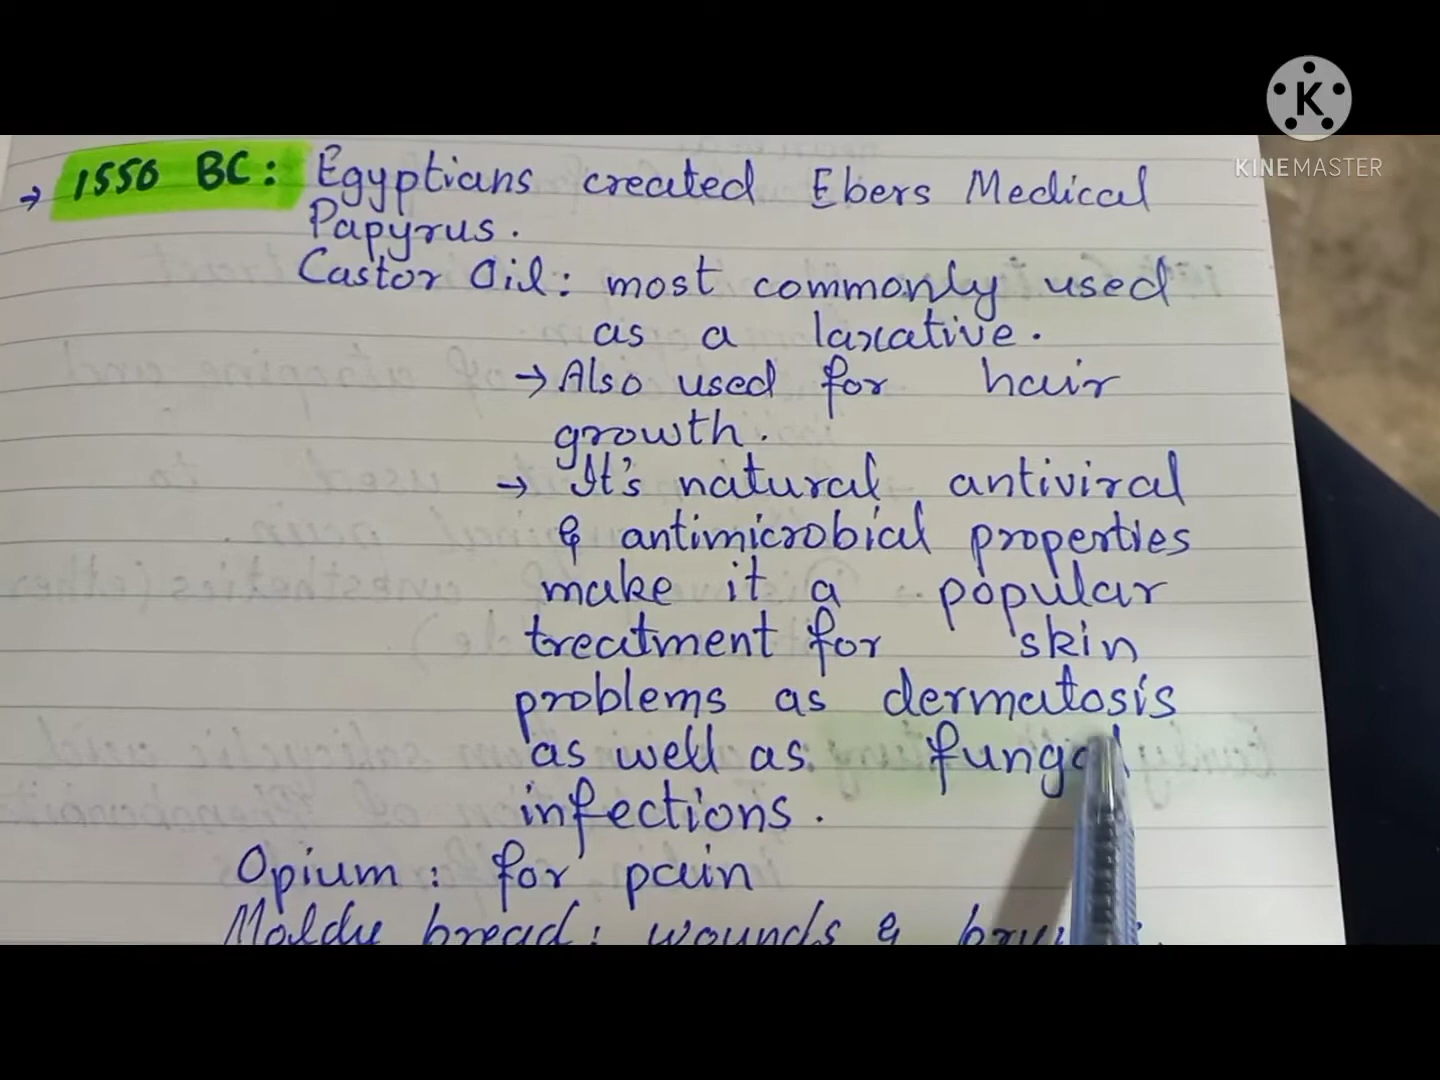 K
KINEMASTER
→ 1550 BC: Egyptians created Ebers Medical
Papyrus.
Castor Oil: most commonly used
as a laxative.
→ Also used for hair
growth.
→ It's natural antiviral
& antimicrobial properties
make it a popular
treatment for skin
problems as dermatosis
as well as fungal
infections.
Opium: for pain
bread: wounds &